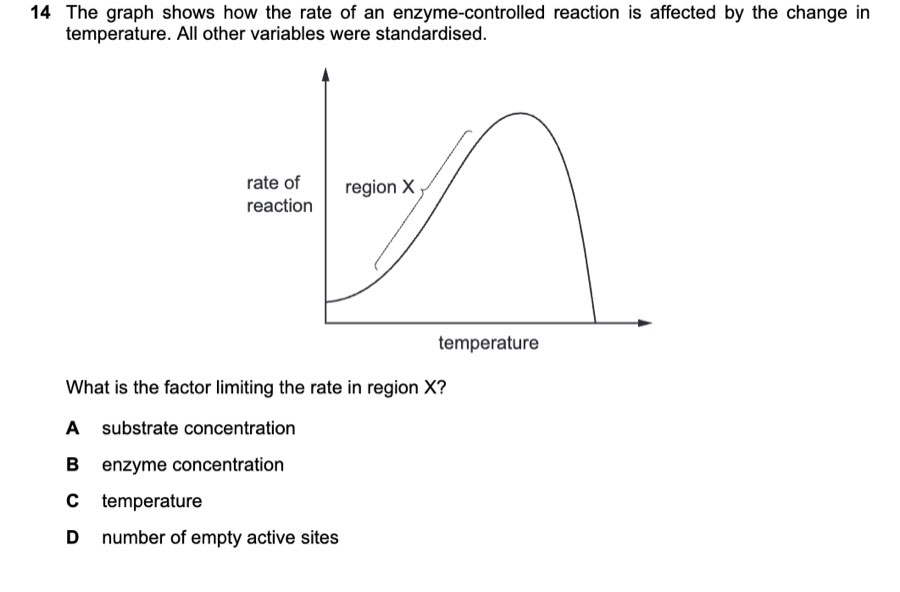 14 The graph shows how the rate of an enzyme-controlled reaction is affected by the change in
temperature. All other variables were standardised.
rate of
reaction
region X
temperature
What is the factor limiting the rate in region X?
A substrate concentration
B enzyme concentration
C temperature
D number of empty active sites